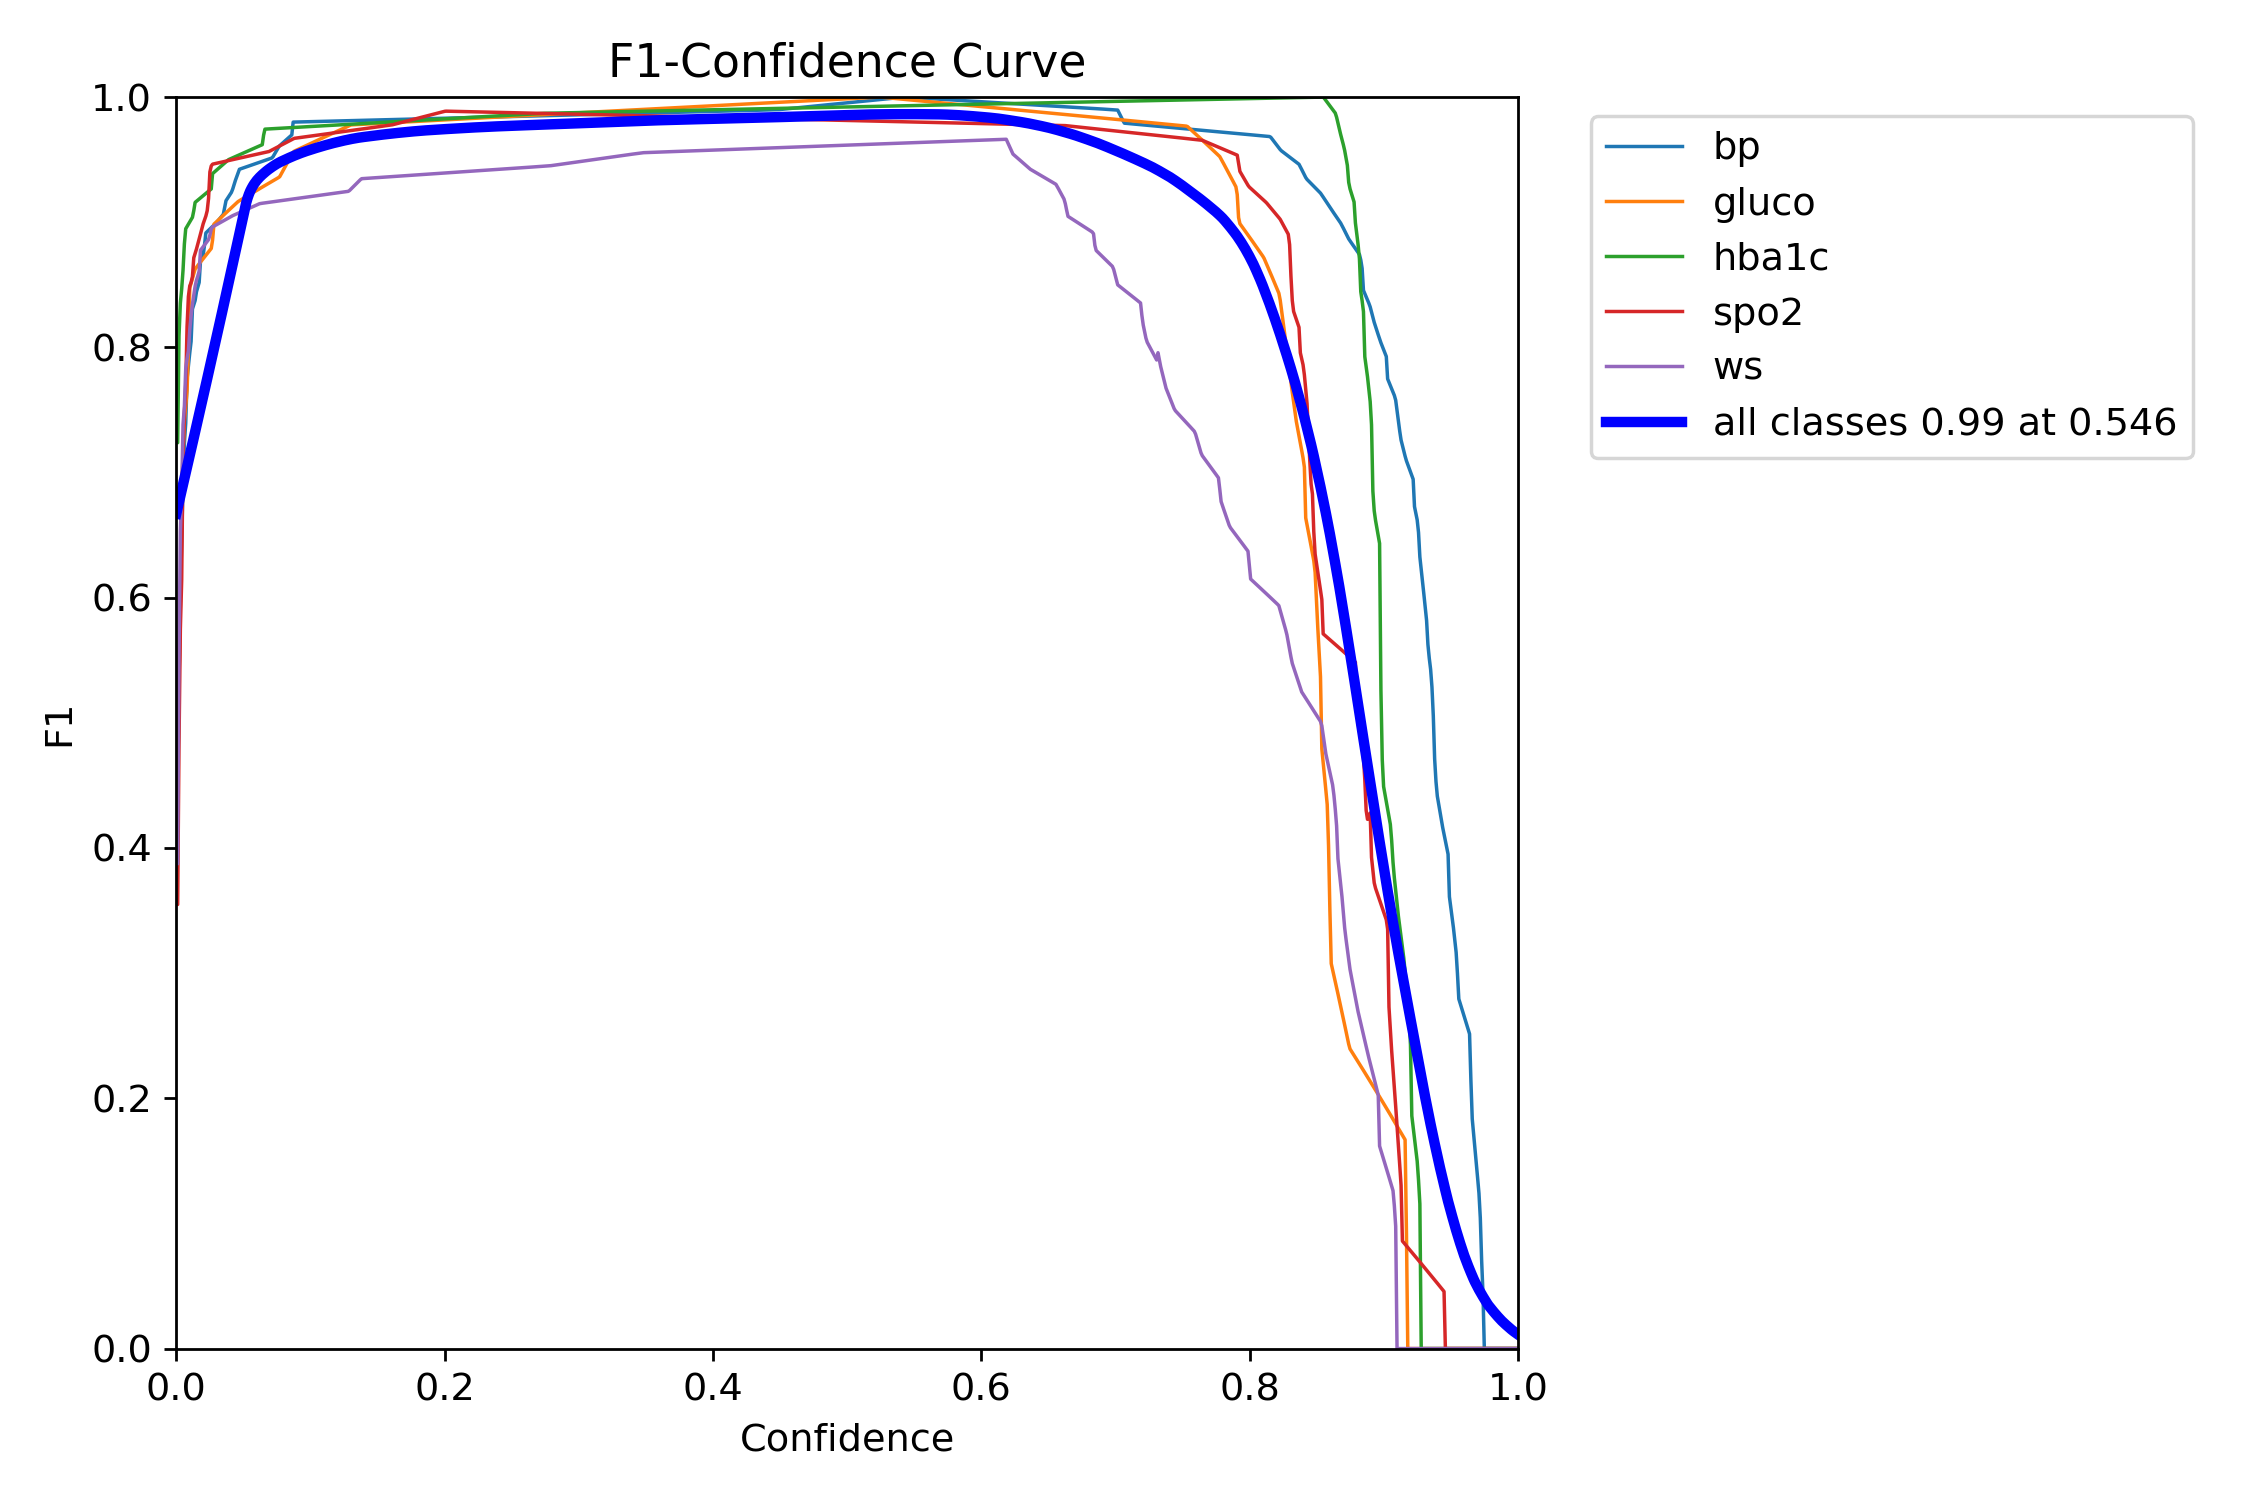 F1-Confidence Curve
1.0
0.8
0.6
0.4
0.2
0.0
F1
0.0 0.2 0.4 0.6 0.8 1.0
Confidence
bp
gluco
hba1c
spo2
ws
all classes 0.99 at 0.546